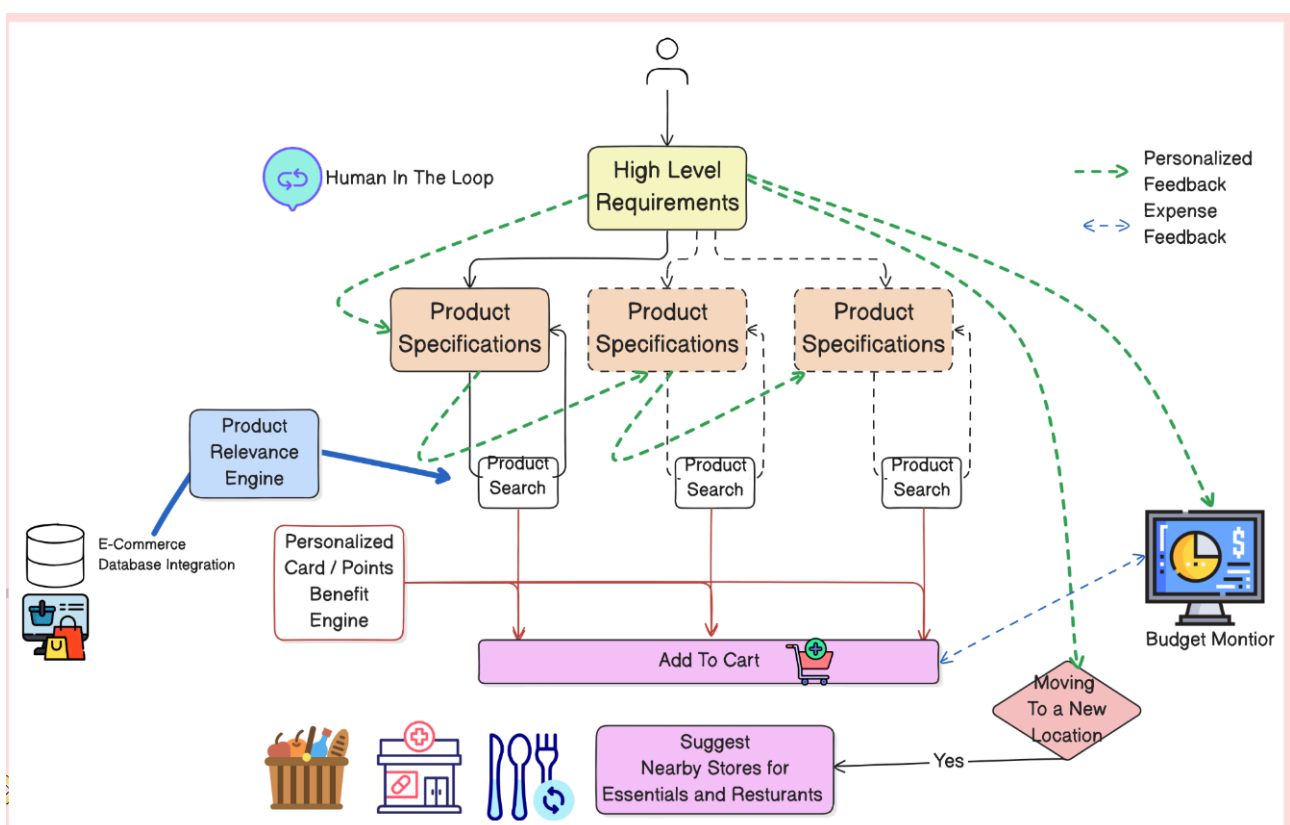 High Level
Requirements
Human In The Loop
Personalized
Feedback
Expense
Feedback
Product
Specifications
Product
Specifications
Product
Specifications
Product
Relevance
Engine
Product
Search
Product
Search
Product
Search
E-Commerce
Database Integration
Personalized
Card / Points
Benefit
Engine
$
Budget Montior
Add To Cart
Moving
To a New
Location
Suggest
Nearby Stores for
Essentials and Resturants
Yes